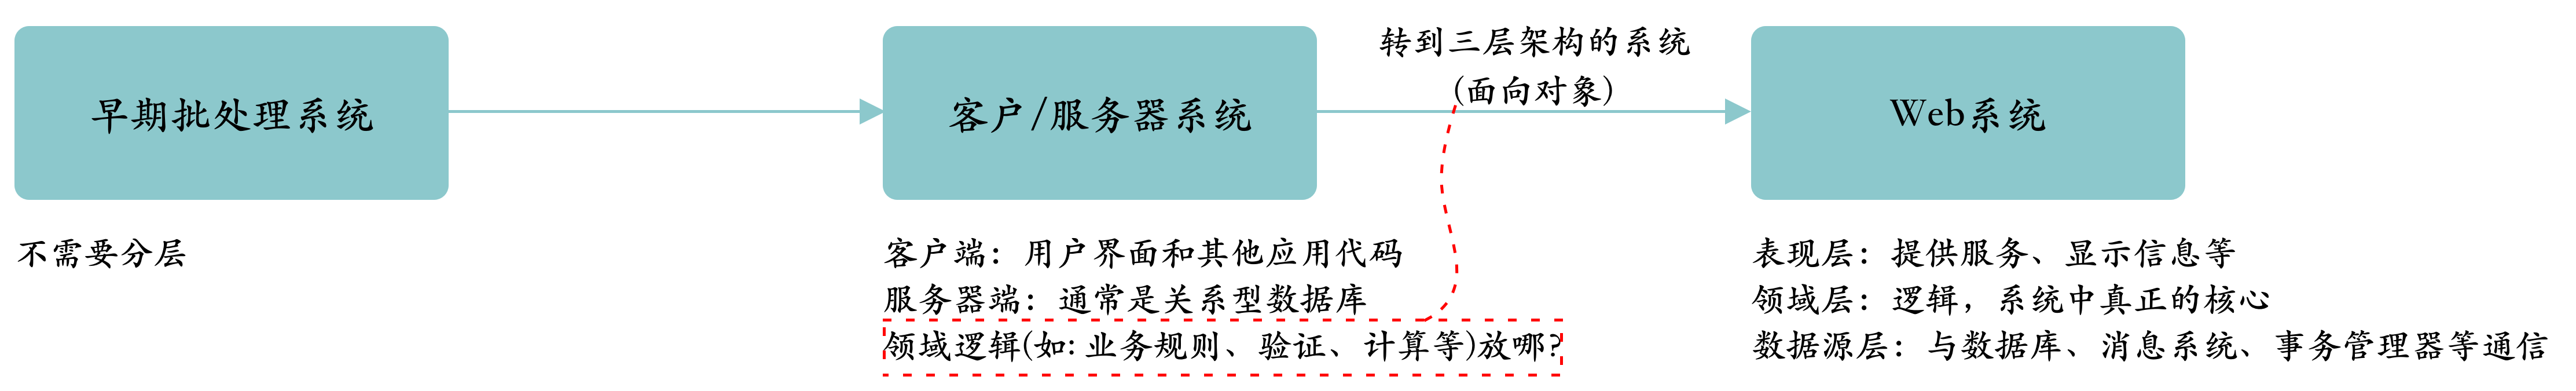 早期批处理系统
不需要分层
客户/服务器系统
客户端：用户界面和其他应用代码
服务器端：通常是关系型数据库
领域逻辑(如: 业务规则、验证、计算等)放哪?
转到三层架构的系统
(面向对象)
Web系统
表现层：提供服务、显示信息等
领域层：逻辑，系统中真正的核心
数据源层：与数据库、消息系统、事务管理器等通信